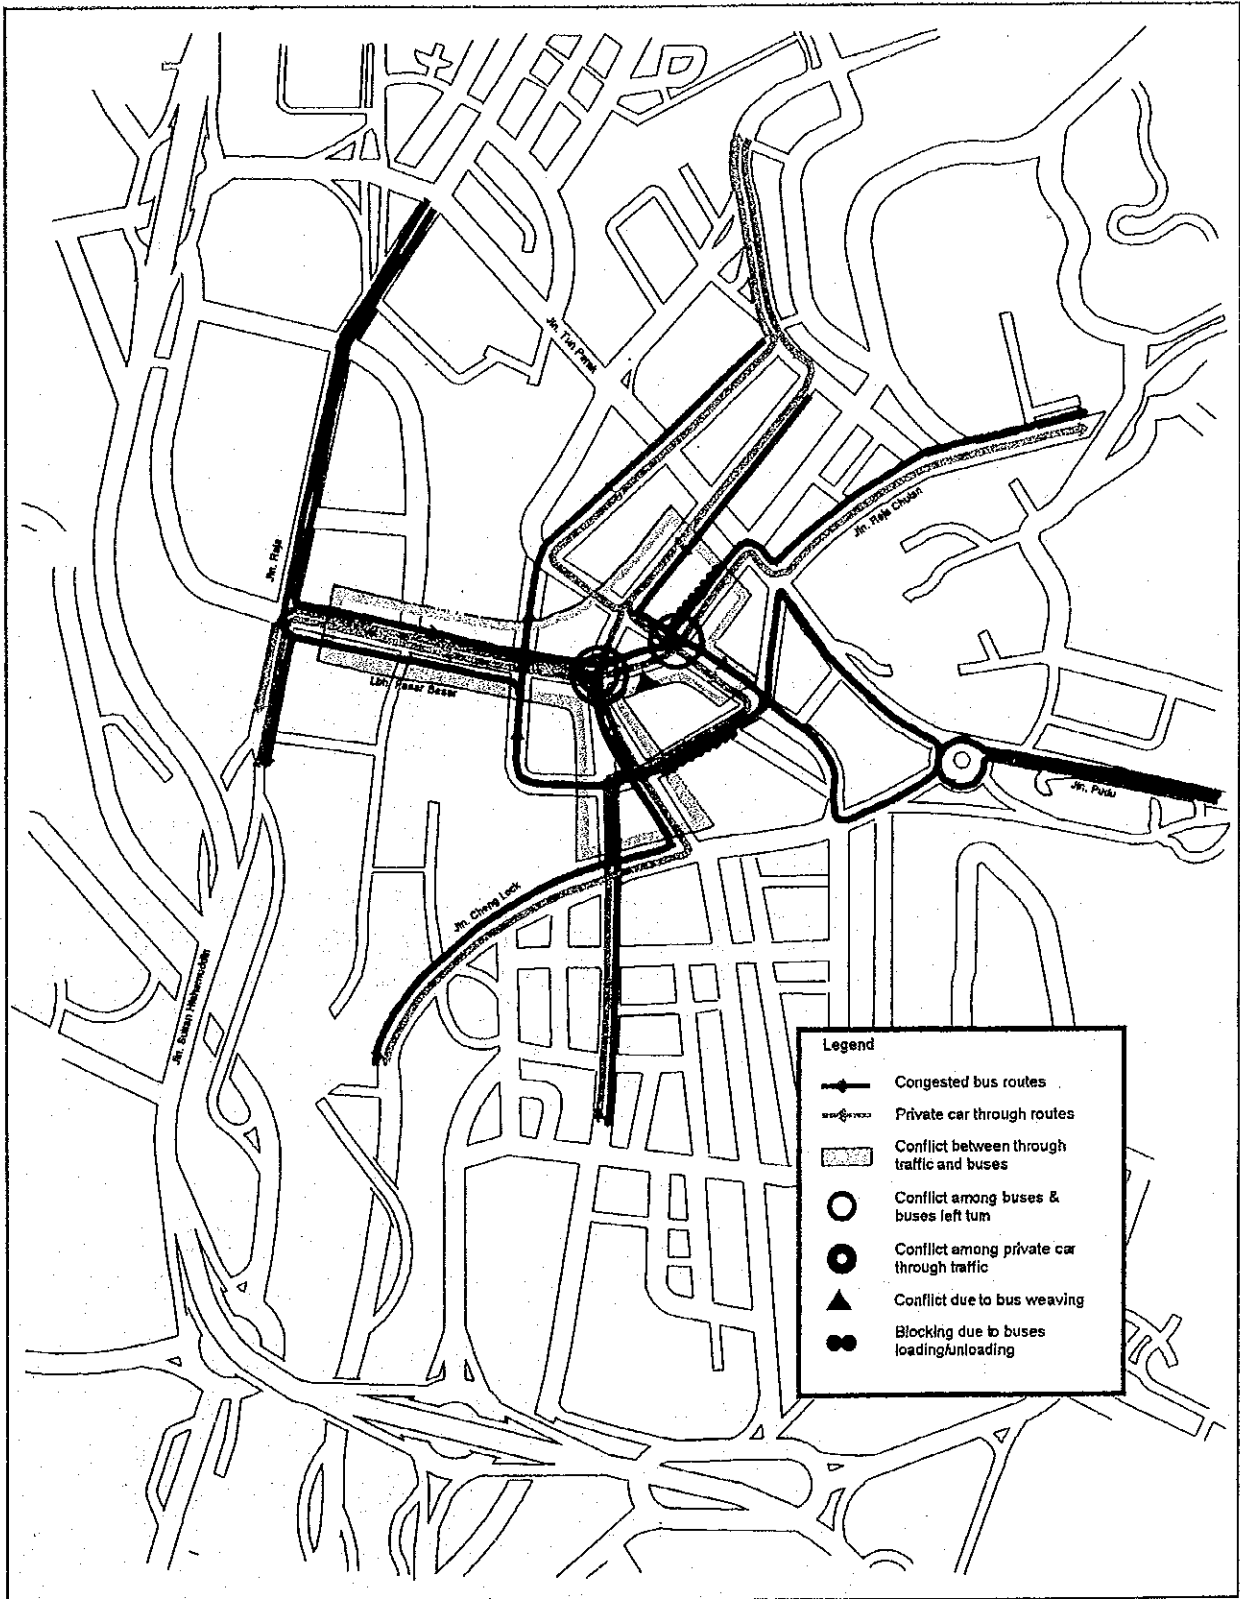 Jln. Tun Perak
Jln. Raja Chulan
Jln. Raja
Lbh. Pasar Besar
Jln. Pudu
Jln. Cheng Lock
Jln. Sultan Hishamuddin
Legend
Congested bus routes
Private car through routes
Conflict between through
traffic and buses
Conflict among buses &
buses left turn
Conflict among private car
through traffic
Conflict due to bus weaving
Blocking due to buses
loading/unloading